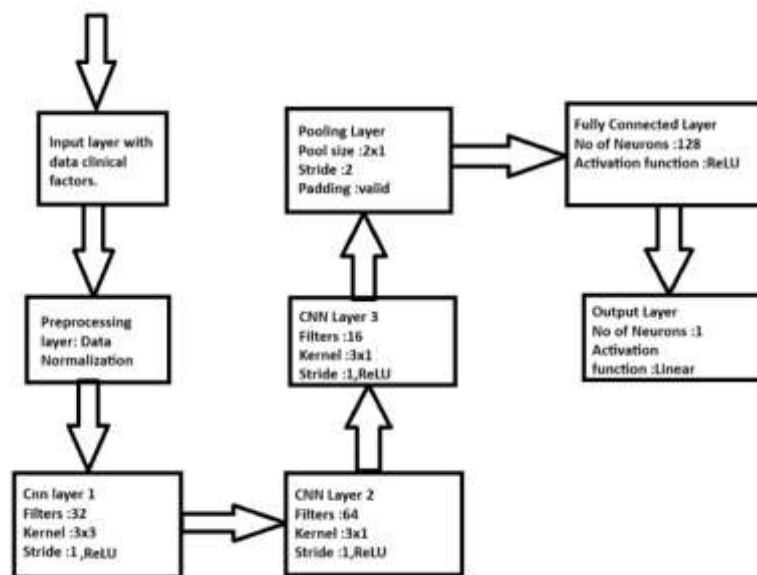 Input layer with
data clinical
factors.
Preprocessing
layer: Data
Normalization
Cnn layer 1
Filters :32
Kernel :3x3
Stride :1 ,ReLU
CNN Layer 2
Filters :64
Kernel :3x1
Stride :1,ReLU
CNN Layer 3
Filters :16
Kernel :3x1
Stride :1,ReLU
Pooling Layer
Pool size :2x1
Stride :2
Padding :valid
Fully Connected Layer
No of Neurons :128
Activation function :ReLU
Output Layer
No of Neurons :1
Activation
function :Linear